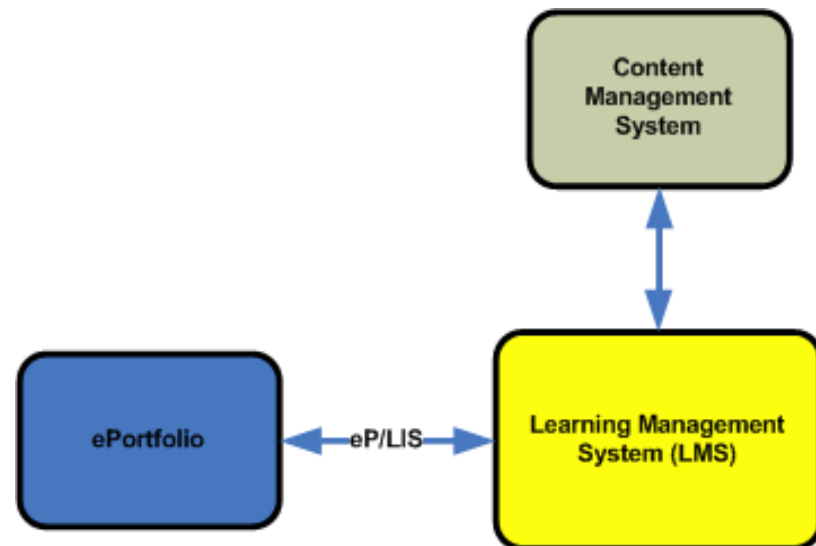 Content
Management
System
ePortfolio
eP/LIS
Learning Management
System (LMS)